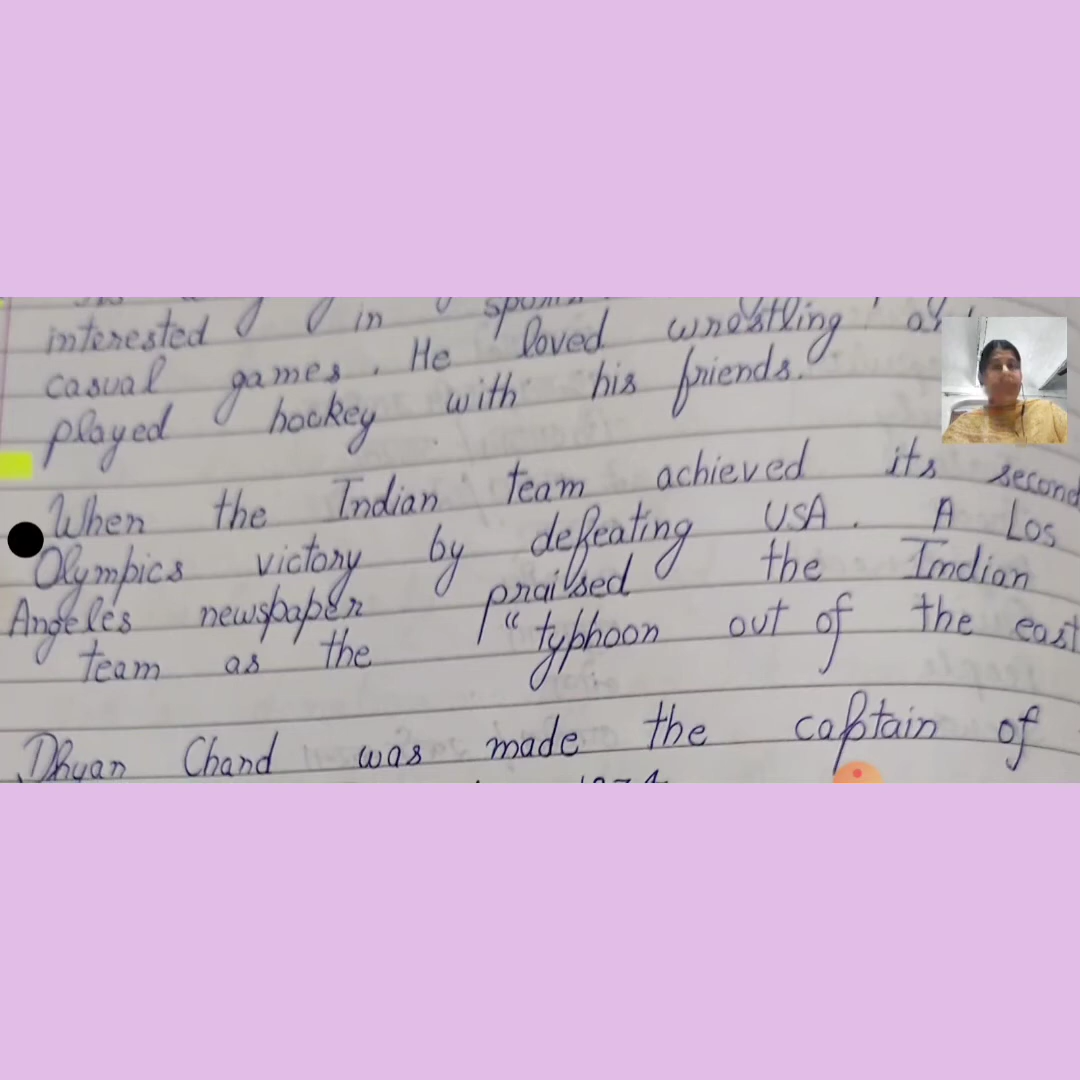 interested in
casual games. He loved wrestling
played hockey with his friends.
When the Indian team achieved its second
Olympics victory by defeating USA. A Los
Angeles newspaper praised the Indian
team as the "typhoon out of the east
Dhyan Chand was made the captain of